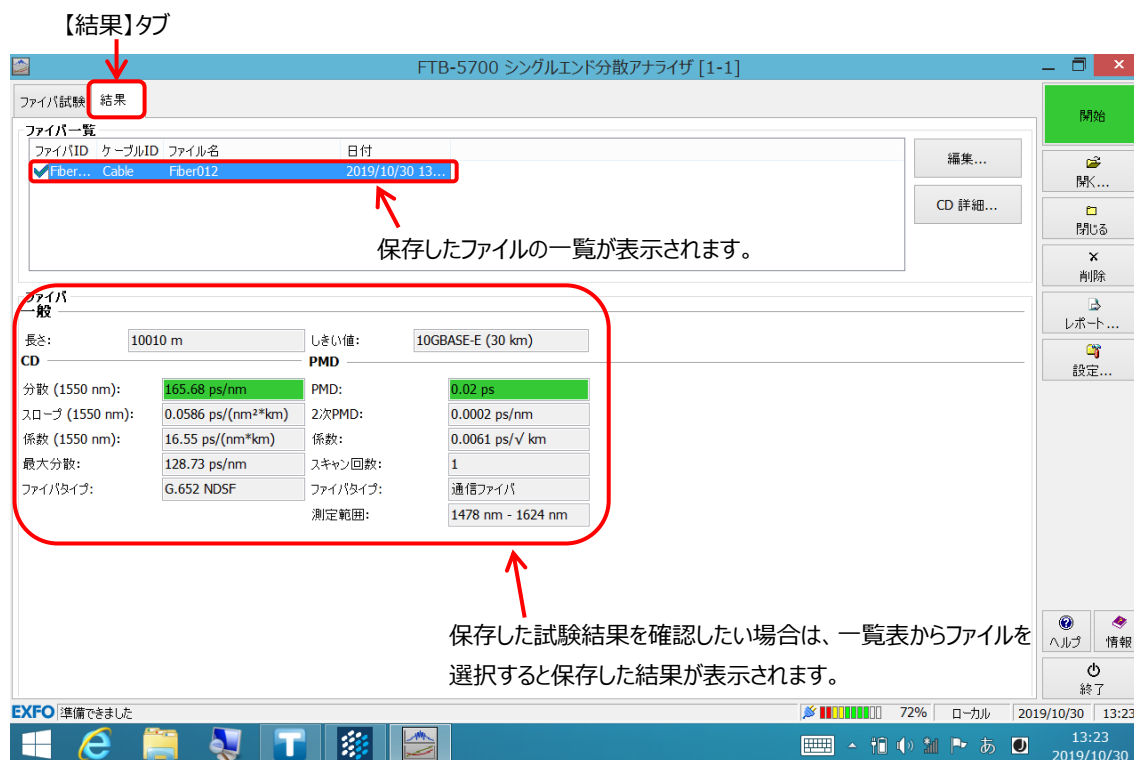 【結果】タブ
FTB-5700 シングルエンド分散アナライザ [1-1]
ファイバ試験 結果
開始
ファイバ一覧
ファイバID ケーブルID ファイル名 日付
Fiber... Cable Fiber012 2019/10/30 13...
編集...
開く...
CD 詳細...
閉じる
保存したファイルの一覧が表示されます。
削除
ファイバ
一般
レポート...
長さ: 10010 m しきい値: 10GBASE-E (30 km)
設定...
CD PMD
分散 (1550 nm): 165.68 ps/nm PMD: 0.02 ps
スロープ (1550 nm): 0.0586 ps/(nm²*km) 2次PMD: 0.0002 ps/nm
係数 (1550 nm): 16.55 ps/(nm*km) 係数: 0.0061 ps/√ km
最大分散: 128.73 ps/nm スキャン回数: 1
ファイバタイプ: G.652 NDSF ファイバタイプ: 通信ファイバ
測定範囲: 1478 nm - 1624 nm
保存した試験結果を確認したい場合は、一覧表からファイルを
選択すると保存した結果が表示されます。
ヘルプ 情報
終了
EXFO 準備できました 72% ローカル 2019/10/30 13:23
あ 13:23
2019/10/30